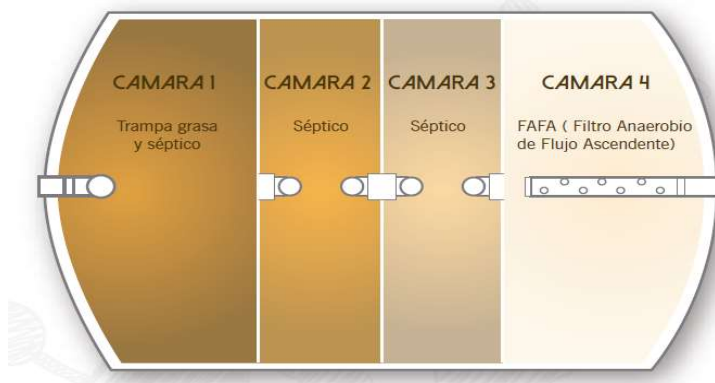 CAMARA 1
Trampa grasa
y séptico
CAMARA 2
Séptico
CAMARA 3
Séptico
CAMARA 4
FAFA ( Filtro Anaerobio
de Flujo Ascendente)